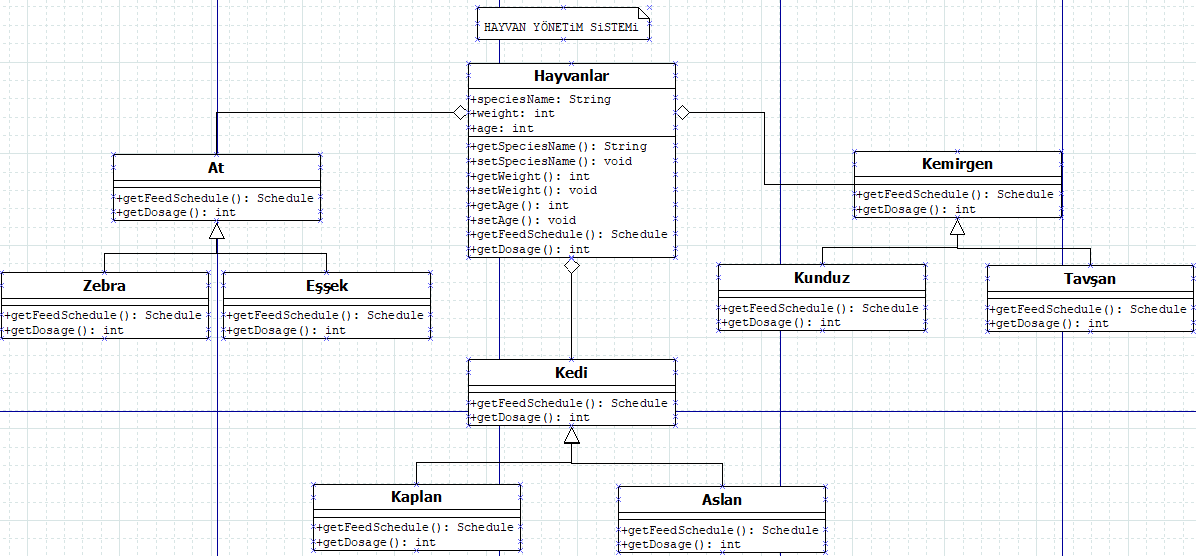 HAYVAN YÖNETiM SiSTEMi
Hayvanlar
+speciesName: String
+weight: int
+age: int
+getSpeciesName(): String
+setSpeciesName(): void
+getWeight(): int
+setWeight(): void
+getAge(): int
+setAge(): void
+getFeedSchedule(): Schedule
+getDosage(): int
At
+getFeedSchedule(): Schedule
+getDosage(): int
Kemirgen
+getFeedSchedule(): Schedule
+getDosage(): int
Zebra
+getFeedSchedule(): Schedule
+getDosage(): int
Eşşek
+getFeedSchedule(): Schedule
+getDosage(): int
Kunduz
+getFeedSchedule(): Schedule
+getDosage(): int
Tavşan
+getFeedSchedule(): Schedule
+getDosage(): int
Kedi
+getFeedSchedule(): Schedule
+getDosage(): int
Kaplan
+getFeedSchedule(): Schedule
+getDosage(): int
Aslan
+getFeedSchedule(): Schedule
+getDosage(): int